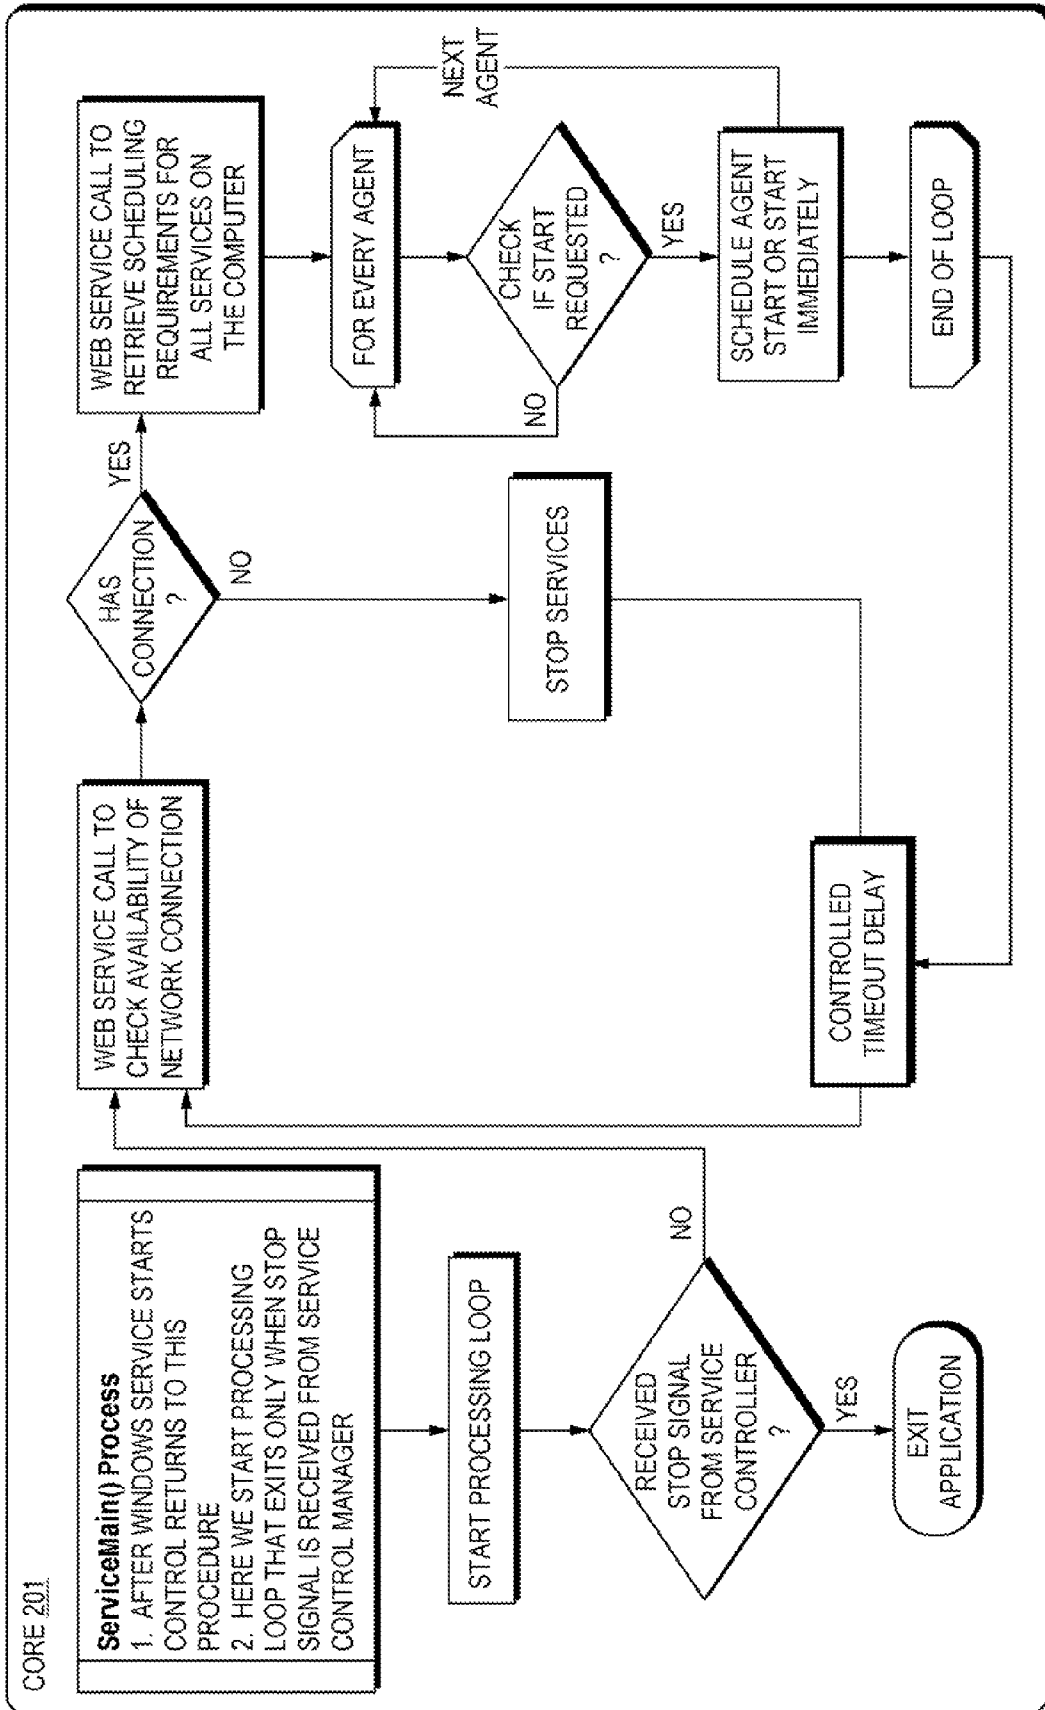 CORE 201
ServiceMain() Process
1. AFTER WINDOWS SERVICE STARTS
CONTROL RETURNS TO THIS
PROCEDURE
2. HERE WE START PROCESSING
LOOP THAT EXITS ONLY WHEN STOP
SIGNAL IS RECEIVED FROM SERVICE
CONTROL MANAGER
START PROCESSING LOOP
RECEIVED
STOP SIGNAL
FROM SERVICE
CONTROLLER
?
NO
YES
EXIT
APPLICATION
WEB SERVICE CALL TO
CHECK AVAILABILITY OF
NETWORK CONNECTION
HAS
CONNECTION
?
YES
NO
STOP SERVICES
CONTROLLED
TIMEOUT DELAY
WEB SERVICE CALL TO
RETRIEVE SCHEDULING
REQUIREMENTS FOR
ALL SERVICES ON
THE COMPUTER
FOR EVERY AGENT
NEXT
AGENT
CHECK
IF START
REQUESTED
?
NO
YES
SCHEDULE AGENT
START OR START
IMMEDIATELY
END OF LOOP